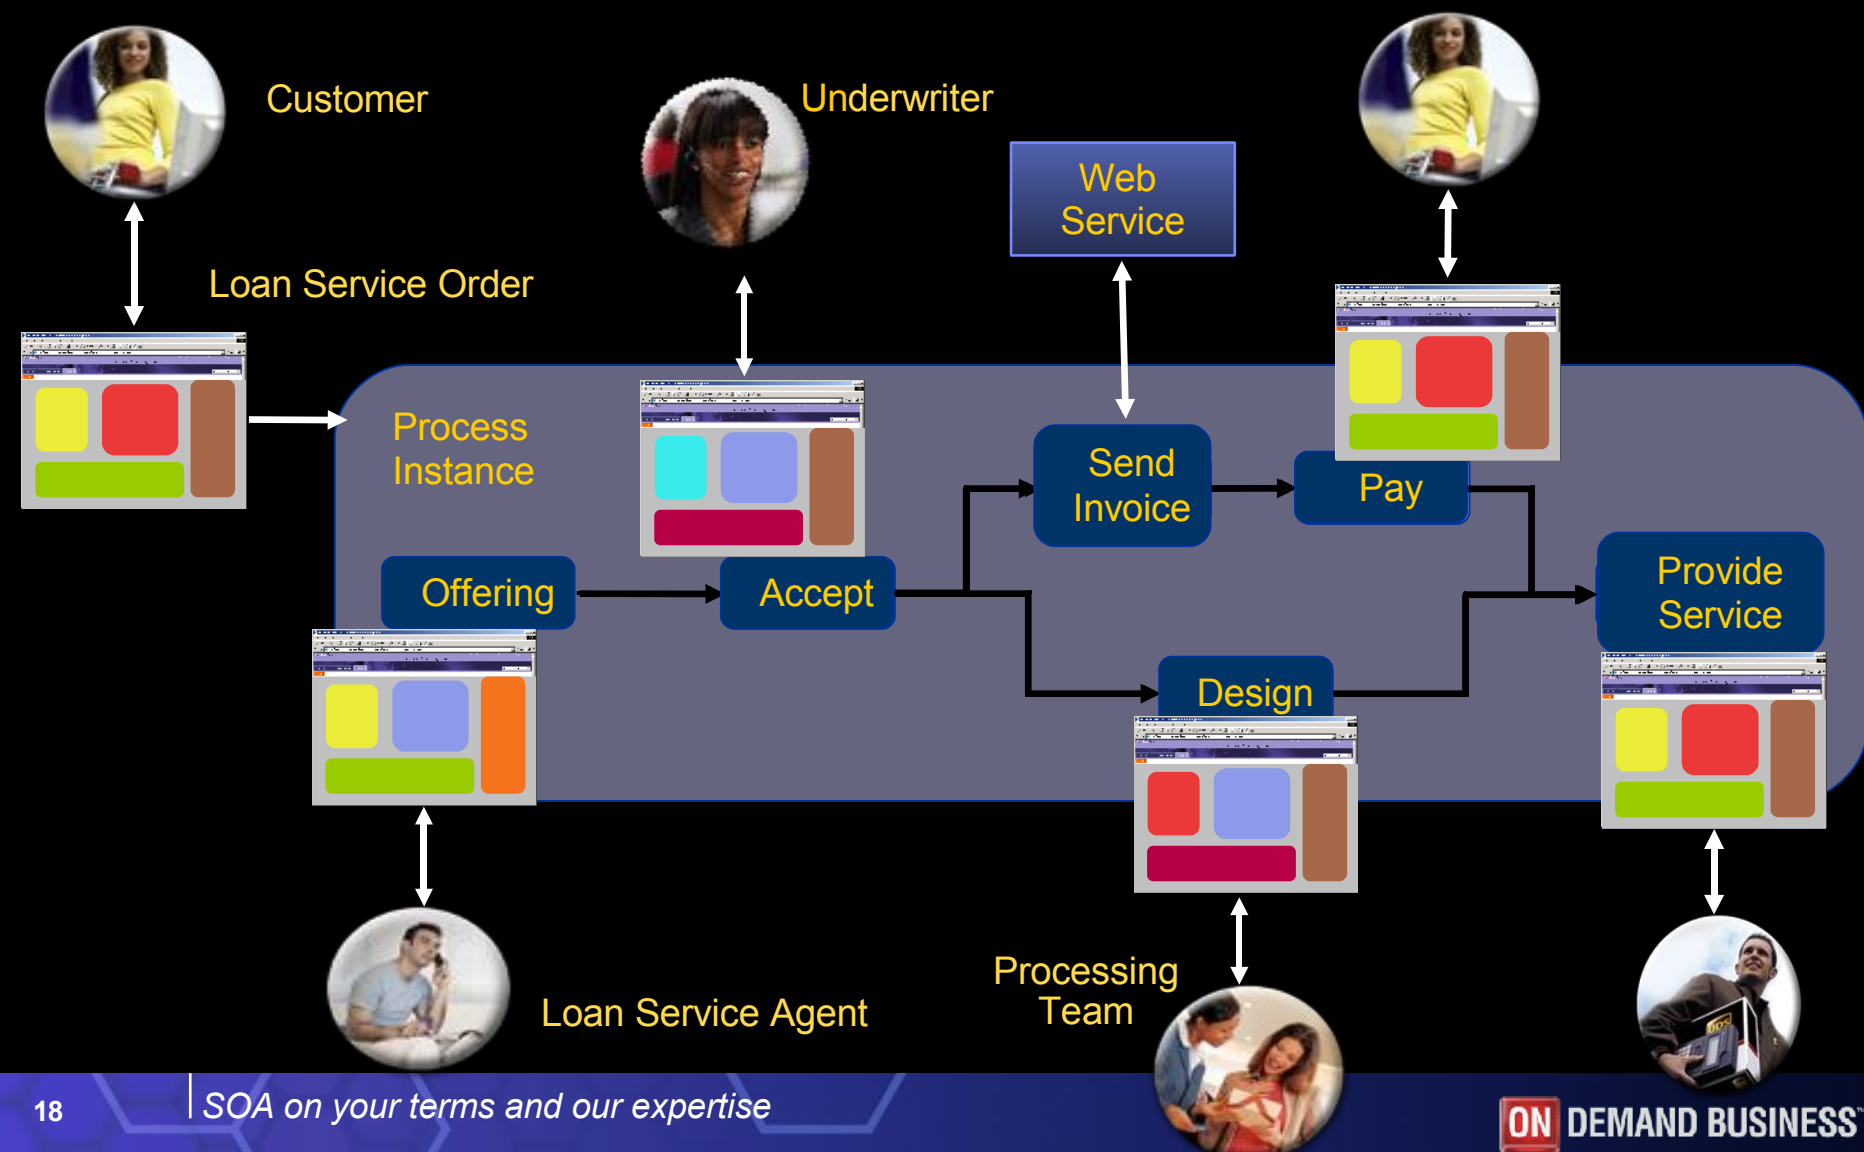 Customer
Underwriter
Web
Service
Loan Service Order
Process
Instance
Send
Invoice
Pay
Offering
Accept
Provide
Service
Design
Processing
Team
Loan Service Agent
18
SOA on your terms and our expertise
ON DEMAND BUSINESS™